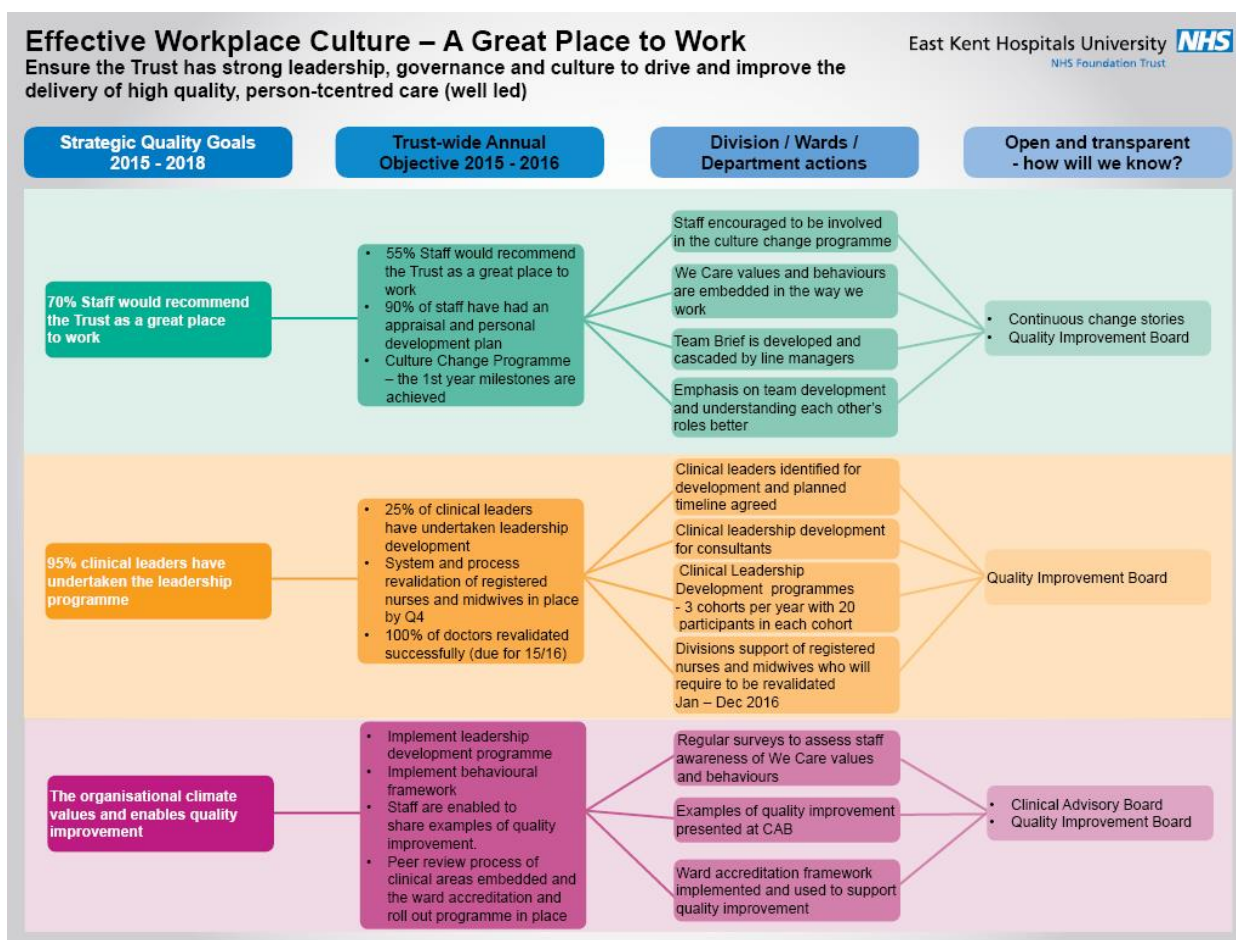 Effective Workplace Culture – A Great Place to Work
Ensure the Trust has strong leadership, governance and culture to drive and improve the
delivery of high quality, person-tcentred care (well led)
East Kent Hospitals University NHS
NHS Foundation Trust
Strategic Quality Goals
2015 - 2018
Trust-wide Annual
Objective 2015 - 2016
Division / Wards /
Department actions
Open and transparent
- how will we know?
70% Staff would recommend
the Trust as a great place
to work
• 55% Staff would recommend
the Trust as a great place to
work
• 90% of staff have had an
appraisal and personal
development plan
• Culture Change Programme
– the 1st year milestones are
achieved
Staff encouraged to be involved
in the culture change programme
We Care values and behaviours
are embedded in the way we
work
Team Brief is developed and
cascaded by line managers
Emphasis on team development
and understanding each other's
roles better
• Continuous change stories
• Quality Improvement Board
95% clinical leaders have
undertaken the leadership
programme
• 25% of clinical leaders
have undertaken leadership
development
• System and process
revalidation of registered
nurses and midwives in place
by Q4
• 100% of doctors revalidated
successfully (due for 15/16)
Clinical leaders identified for
development and planned
timeline agreed
Clinical leadership development
for consultants
Clinical Leadership
Development programmes
- 3 cohorts per year with 20
participants in each cohort
Divisions support of registered
nurses and midwives who will
require to be revalidated
Jan – Dec 2016
Quality Improvement Board
The organisational climate
values and enables quality
improvement
• Implement leadership
development programme
• Implement behavioural
framework
• Staff are enabled to
share examples of quality
improvement.
• Peer review process of
clinical areas embedded and
the ward accreditation and
roll out programme in place
Regular surveys to assess staff
awareness of We Care values
and behaviours
Examples of quality improvement
presented at CAB
Ward accreditation framework
implemented and used to support
quality improvement
• Clinical Advisory Board
• Quality Improvement Board